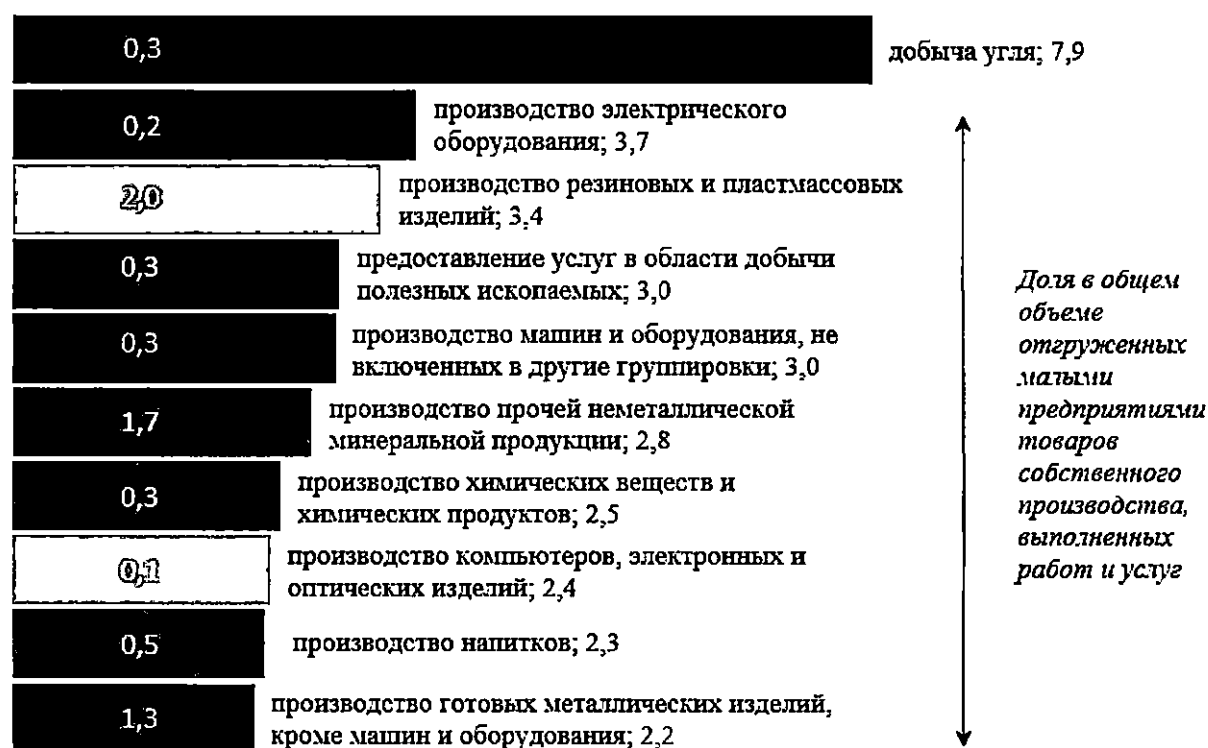 0,3
добыча угля; 7,9
0,2
производство электрического
оборудования; 3,7
2,0
производство резиновых и пластмассовых
изделий; 3,4
0,3
предоставление услуг в области добычи
полезных ископаемых; 3,0
0,3
производство машин и оборудования, не
включенных в другие группировки; 3,0
1,7
производство прочей неметаллической
минеральной продукции; 2,8
0,3
производство химических веществ и
химических продуктов; 2,5
0,1
производство компьютеров, электронных и
оптических изделий; 2,4
0,5
производство напитков; 2,3
1,3
производство готовых металлических изделий,
кроме машин и оборудования; 2,2
Доля в общем
объеме
отгруженных
малыми
предприятиями
товаров
собственного
производства,
выполненных
работ и услуг